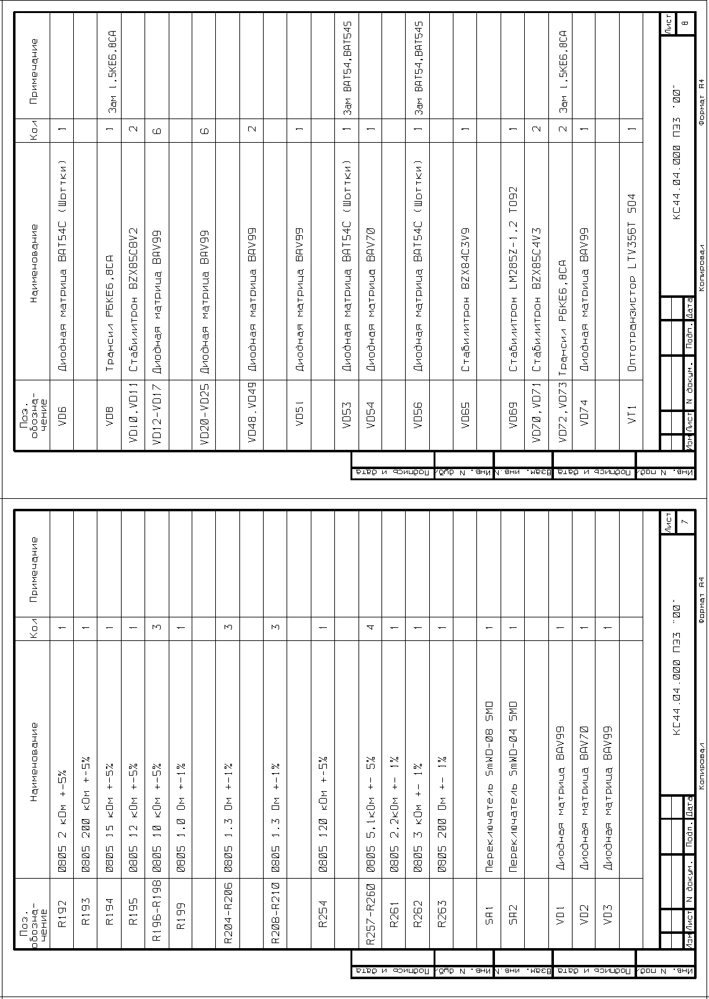 Поз.
обозна-
чение
Наименование
Кол
Примечание
R192 0805 2 кОм +-5% 1
R193 0805 200 кОм +-5% 1
R194 0805 15 кОм +-5% 1
R195 0805 12 кОм +-5% 1
R196-R198 0805 10 кОм +-5% 3
R199 0805 1.0 Ом +-1% 1
R204-R206 0805 1.3 Ом +-1% 3
R208-R210 0805 1.3 Ом +-1% 3
R254 0805 120 кОм +-5% 1
R257-R260 0805 5,1кОм +- 5% 4
R261 0805 2,2кОм +- 1% 1
R262 0805 3 кОм +- 1% 1
R263 0805 200 Ом +- 1% 1
SA1 Переключатель SmWD-08 SMD 1
SA2 Переключатель SmWD-04 SMD 1
VD1 Диодная матрица BAV99 1
VD2 Диодная матрица BAV70 1
VD3 Диодная матрица BAV99 1
Подпись и дата
Инв. N дубл
Взам. инв.N
Подпись и дата
Инв. N подл
Изм Лист N докум. Подп. Дата
КС44.04.000 ПЭ3 "00"
Лист
7
Копировал
Формат А4
Поз.
обозна-
чение
Наименование
Кол
Примечание
VD6 Диодная матрица BAT54C (Шоттки) 1
VD8 Трансил P6KE6,8CA 1 Зам 1,5KE6,8CA
VD10,VD11 Стабилитрон BZX85C8V2 2
VD12-VD17 Диодная матрица BAV99 6
VD20-VD25 Диодная матрица BAV99 6
VD48.VD49 Диодная матрица BAV99 2
VD51 Диодная матрица BAV99 1
VD53 Диодная матрица BAT54C (Шоттки) 1 Зам BAT54,BAT54S
VD54 Диодная матрица BAV70 1
VD56 Диодная матрица BAT54C (Шоттки) 1 Зам BAT54,BAT54S
VD65 Стабилитрон BZX84C3V9 1
VD69 Стабилитрон LM285Z-1,2 TO92 1
VD70,VD71 Стабилитрон BZX85C4V3 2
VD72,VD73 Трансил P6KE6,8CA 2 Зам 1,5KE6,8CA
VD74 Диодная матрица BAV99 1
VT1 Оптотранзистор LTV356T SO4 1
Подпись и дата
Инв. N дубл
Взам. инв.N
Подпись и дата
Инв. N подл
Изм Лист N докум. Подп. Дата
КС44.04.000 ПЭ3 "00"
Лист
8
Копировал
Формат А4